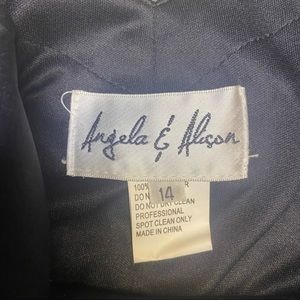 Angela & Alison
14
100% R
DO N
DO NOT DRY CLEAN
PROFESSIONAL
SPOT CLEAN ONLY
MADE IN CHINA